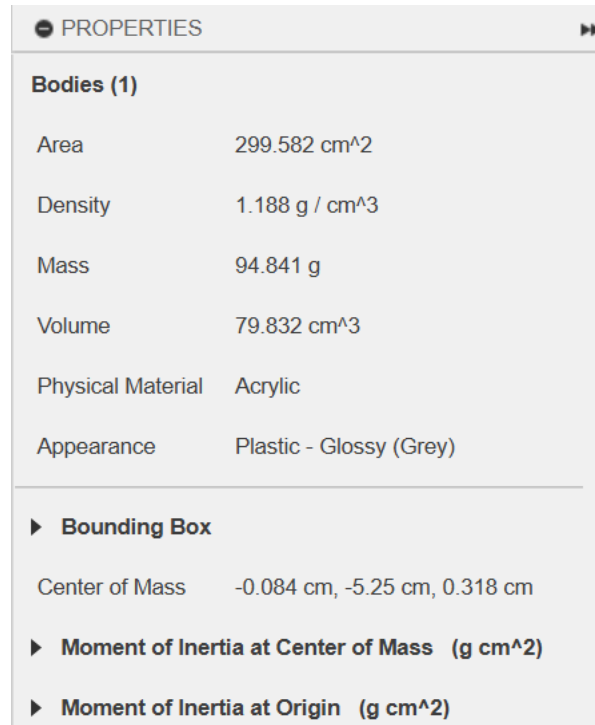 PROPERTIES
Bodies (1)
Area 299.582 cm^2
Density 1.188 g / cm^3
Mass 94.841 g
Volume 79.832 cm^3
Physical Material Acrylic
Appearance Plastic - Glossy (Grey)
Bounding Box
Center of Mass -0.084 cm, -5.25 cm, 0.318 cm
Moment of Inertia at Center of Mass (g cm^2)
Moment of Inertia at Origin (g cm^2)